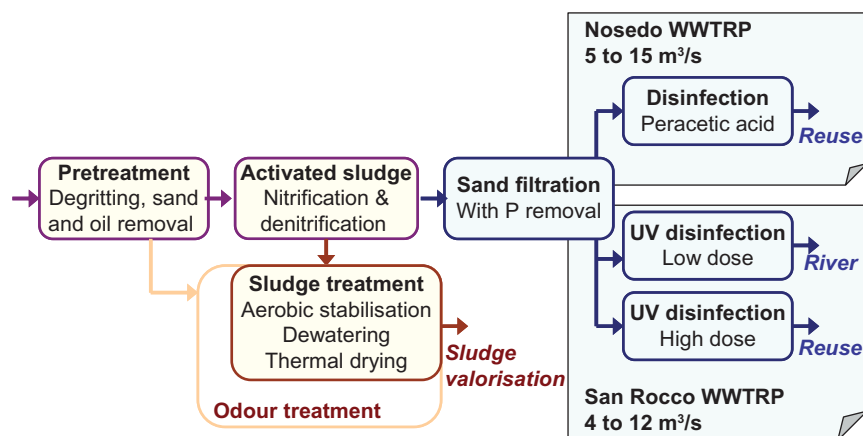 Nosedo WWTRP
5 to 15 m³/s
Disinfection
Peracetic acid
Reuse
Pretreatment
Degritting, sand
and oil removal
Activated sludge
Nitrification &
denitrification
Sand filtration
With P removal
UV disinfection
Low dose
River
UV disinfection
High dose
Reuse
Sludge treatment
Aerobic stabilisation
Dewatering
Thermal drying
Sludge
valorisation
Odour treatment
San Rocco WWTRP
4 to 12 m³/s